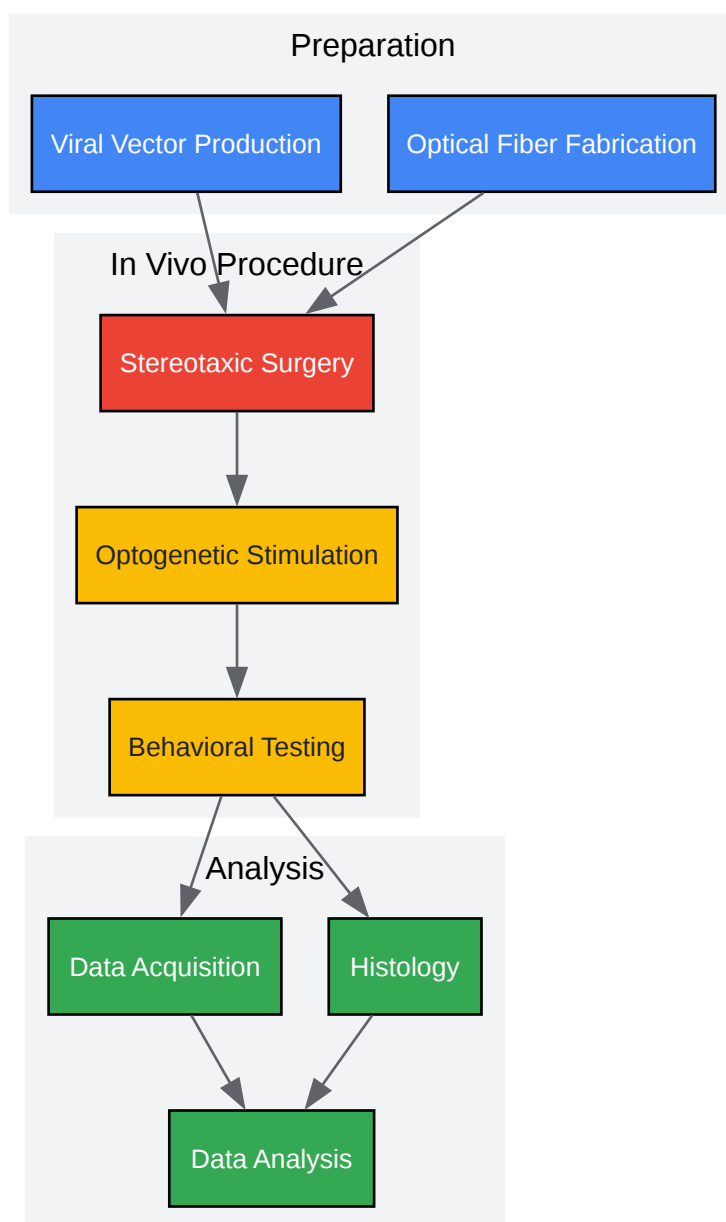 Preparation
Viral Vector Production
Optical Fiber Fabrication
In Vivo Procedure
Stereotaxic Surgery
Optogenetic Stimulation
Behavioral Testing
Analysis
Data Acquisition
Histology
Data Analysis